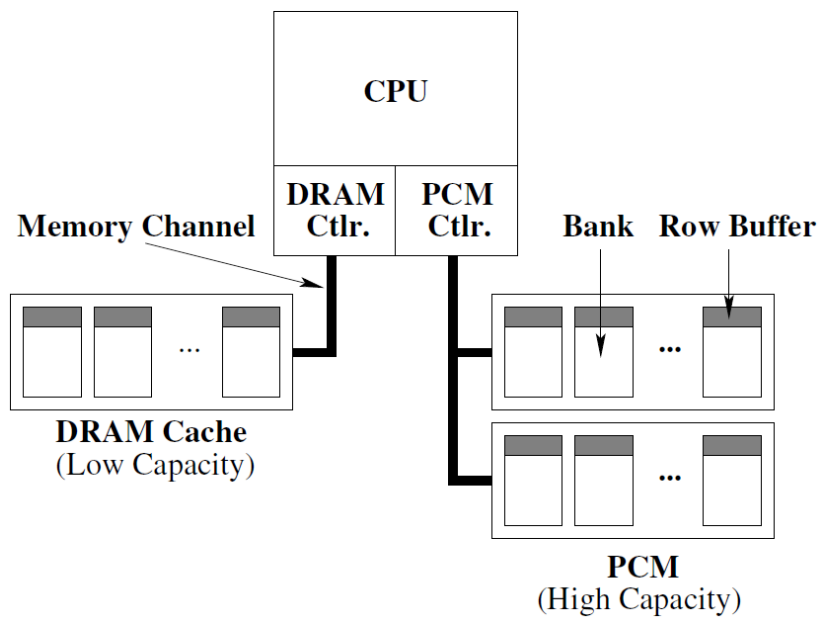 CPU
DRAM
Ctlr.
PCM
Ctlr.
Memory Channel
Bank
Row Buffer
...
...
DRAM Cache
(Low Capacity)
...
PCM
(High Capacity)